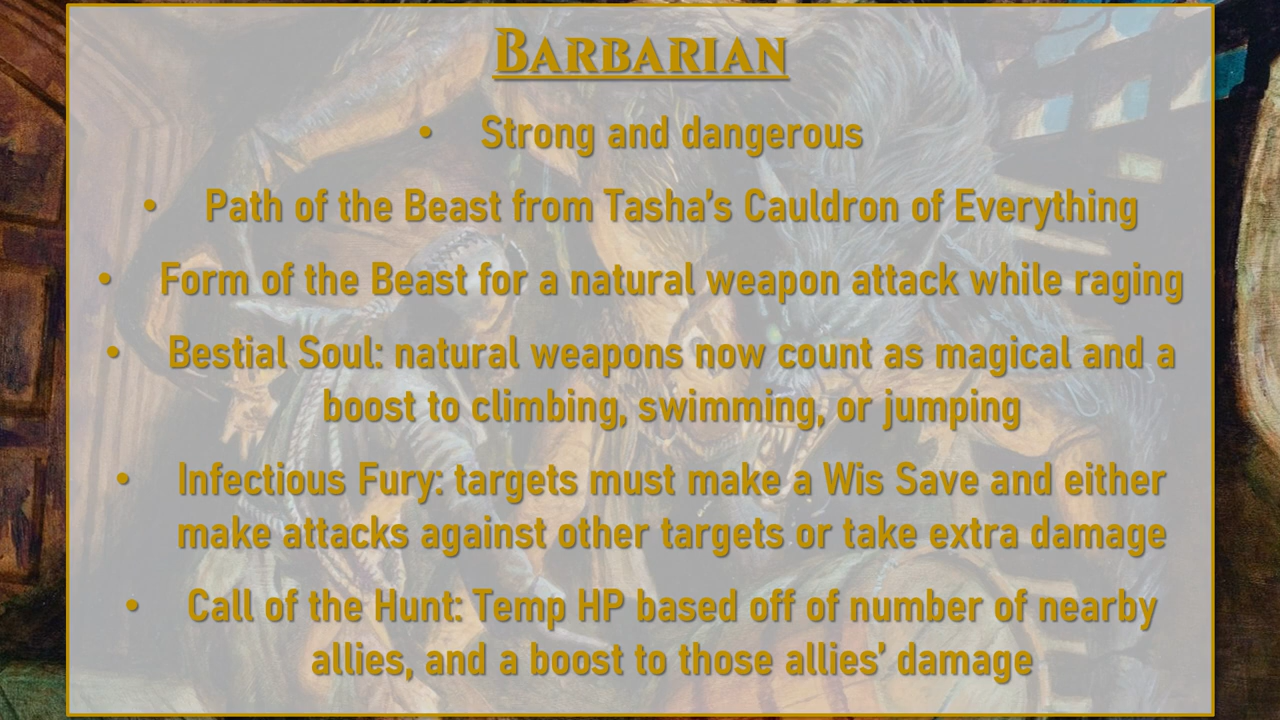 Barbarian
• Strong and dangerous
• Path of the Beast from Tasha's Cauldron of Everything
• Form of the Beast for a natural weapon attack while raging
• Bestial Soul: natural weapons now count as magical and a
boost to climbing, swimming, or jumping
• Infectious Fury: targets must make a Wis Save and either
make attacks against other targets or take extra damage
• Call of the Hunt: Temp HP based off of number of nearby
allies, and a boost to those allies' damage